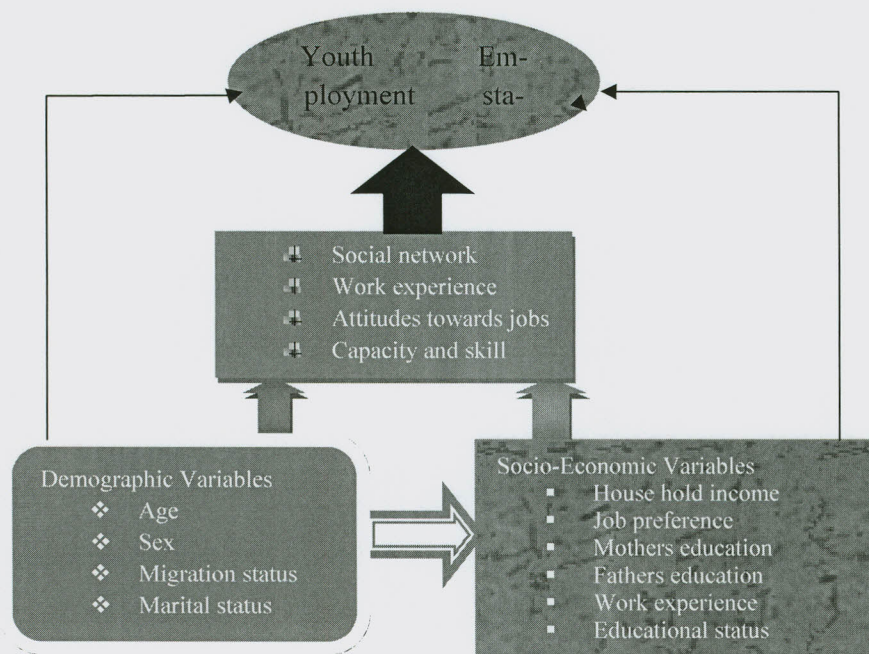 Youth Em-
ployment sta-
Social network
Work experience
Attitudes towards jobs
Capacity and skill
Demographic Variables
Age
Sex
Migration status
Marital status
Socio-Economic Variables
House hold income
Job preference
Mothers education
Fathers education
Work experience
Educational status